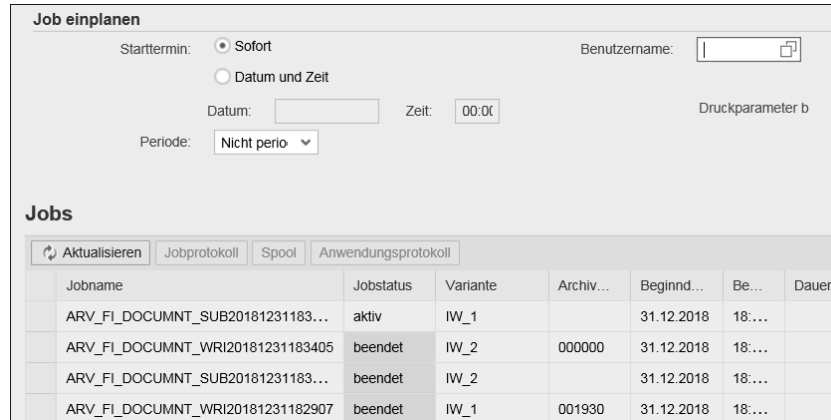 Job einplanen
Starttermin: Sofort Benutzername:
Datum und Zeit
Datum: Zeit: 00:0( Druckparameter b
Periode: Nicht perio
Jobs
Aktualisieren Jobprotokoll Spool Anwendungsprotokoll
Jobname Jobstatus Variante Archiv... Beginnd... Be... Dauer
ARV_FI_DOCUMNT_SUB20181231183... aktiv IW_1 31.12.2018 18:...
ARV_FI_DOCUMNT_WRI20181231183405 beendet IW_2 000000 31.12.2018 18:...
ARV_FI_DOCUMNT_SUB20181231183... beendet IW_2 31.12.2018 18:...
ARV_FI_DOCUMNT_WRI20181231182907 beendet IW_1 001930 31.12.2018 18:...